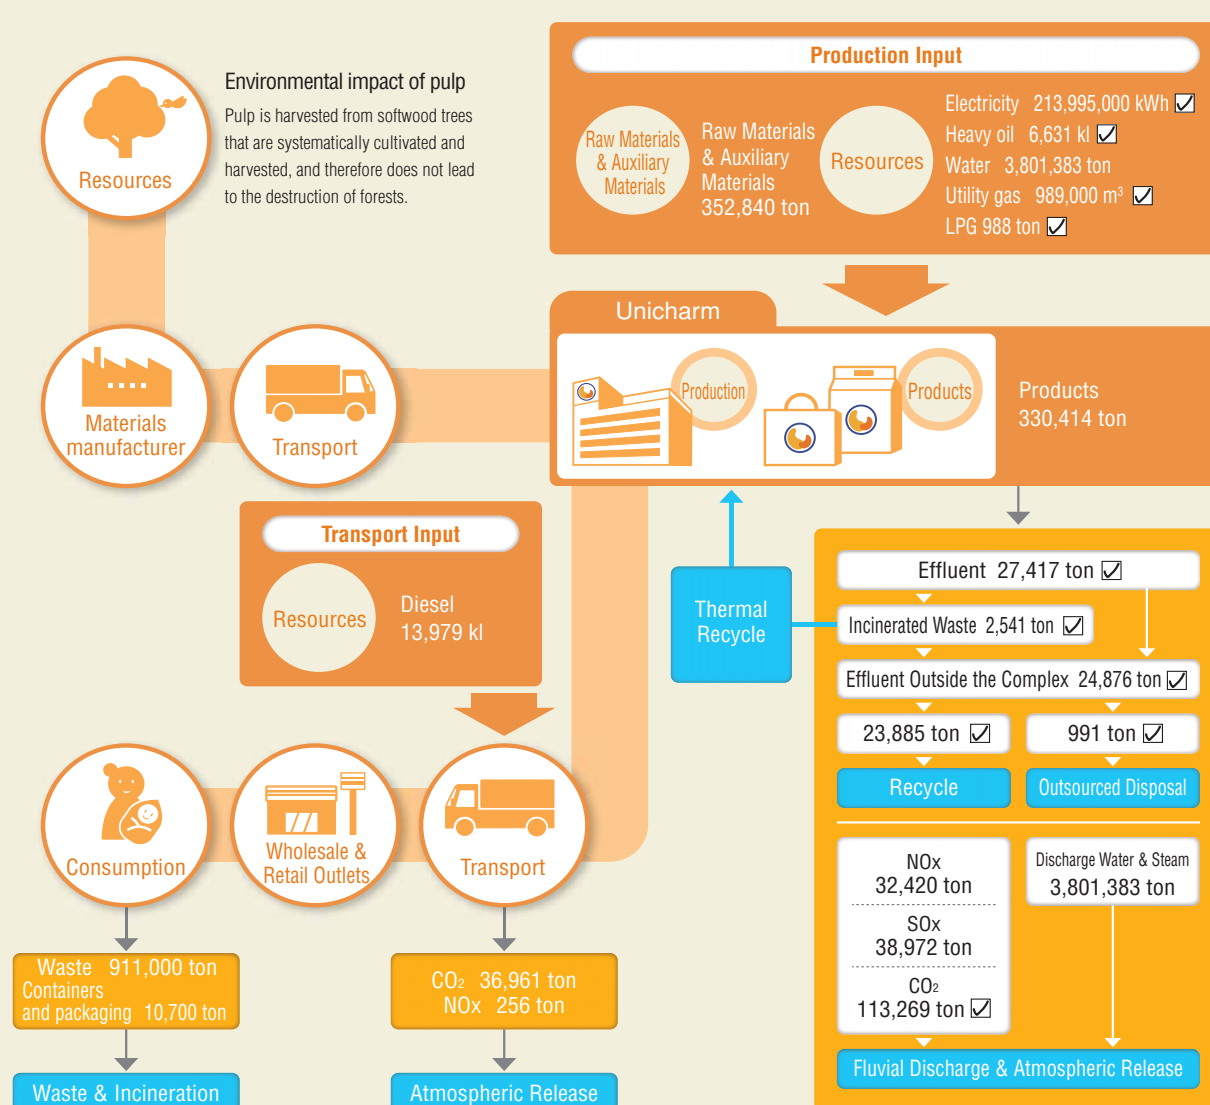 Environmental impact of pulp
Pulp is harvested from softwood trees
that are systematically cultivated and
harvested, and therefore does not lead
to the destruction of forests.
Resources
Production Input
Raw Materials
& Auxiliary
Materials
Raw Materials
& Auxiliary
Materials
352,840 ton
Resources
Electricity 213,995,000 kWh ☑
Heavy oil 6,631 kl ☑
Water 3,801,383 ton
Utility gas 989,000 m³ ☑
LPG 988 ton ☑
Materials
manufacturer
Transport
Unicharm
Production
Products
Products
330,414 ton
Transport Input
Resources
Diesel
13,979 kl
Thermal
Recycle
Effluent 27,417 ton ☑
Incinerated Waste 2,541 ton ☑
Effluent Outside the Complex 24,876 ton ☑
23,885 ton ☑
991 ton ☑
Recycle
Outsourced Disposal
NOx
32,420 ton
SOx
38,972 ton
CO₂
113,269 ton ☑
Discharge Water & Steam
3,801,383 ton
Fluvial Discharge & Atmospheric Release
Consumption
Wholesale &
Retail Outlets
Transport
Waste 911,000 ton
Containers
and packaging 10,700 ton
CO₂ 36,961 ton
NOx 256 ton
Waste & Incineration
Atmospheric Release